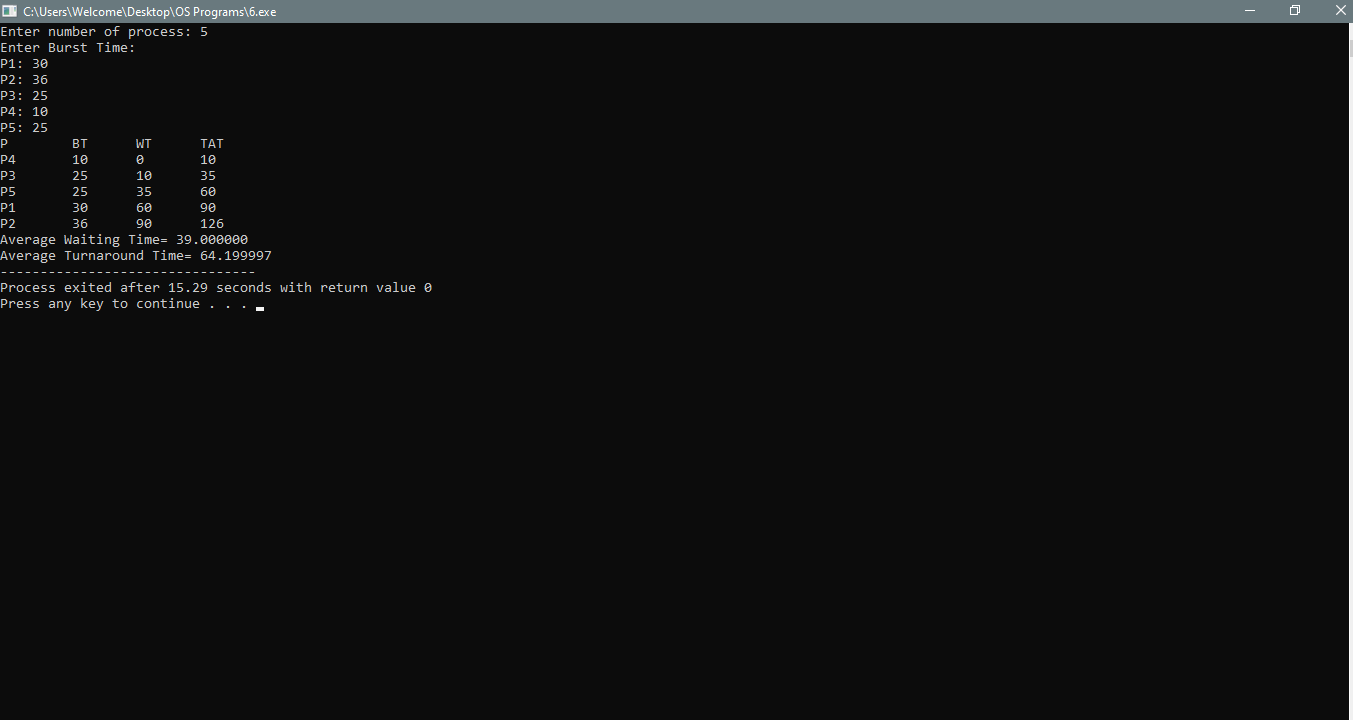 C:\Users\Welcome\Desktop\OS Programs\6.exe
Enter number of process: 5
Enter Burst Time:
P1: 30
P2: 36
P3: 25
P4: 10
P5: 25
P        BT      WT      TAT
P4       10      0       10
P3       25      10      35
P5       25      35      60
P1       30      60      90
P2       36      90      126
Average Waiting Time= 39.000000
Average Turnaround Time= 64.199997
--------------------------------
Process exited after 15.29 seconds with return value 0
Press any key to continue . . .